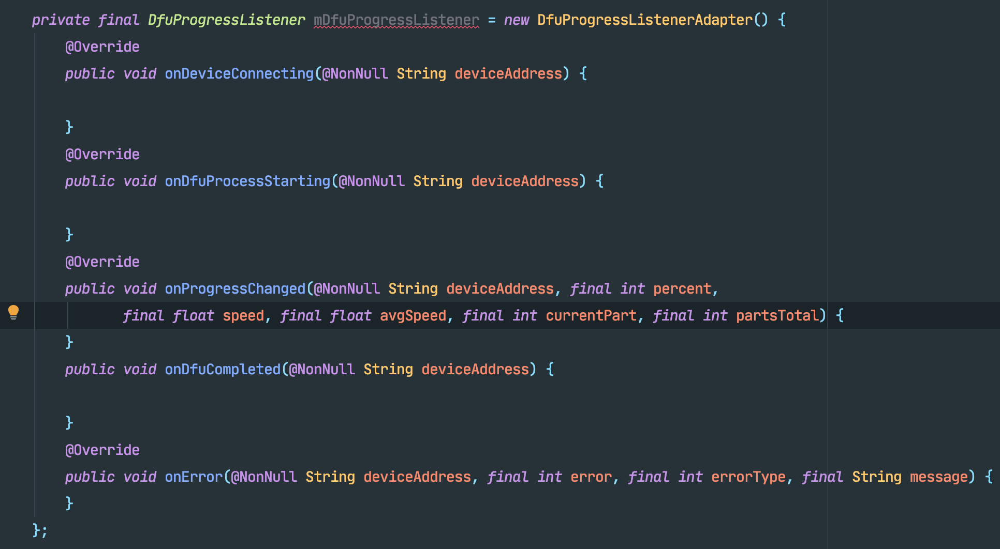 private final DfuProgressListener mDfuProgressListener = new DfuProgressListenerAdapter() {
    @Override
    public void onDeviceConnecting(@NonNull String deviceAddress) {

    }
    @Override
    public void onDfuProcessStarting(@NonNull String deviceAddress) {

    }
    @Override
    public void onProgressChanged(@NonNull String deviceAddress, final int percent,
           final float speed, final float avgSpeed, final int currentPart, final int partsTotal) {
    }
    public void onDfuCompleted(@NonNull String deviceAddress) {

    }
    @Override
    public void onError(@NonNull String deviceAddress, final int error, final int errorType, final String message) {
    }
};